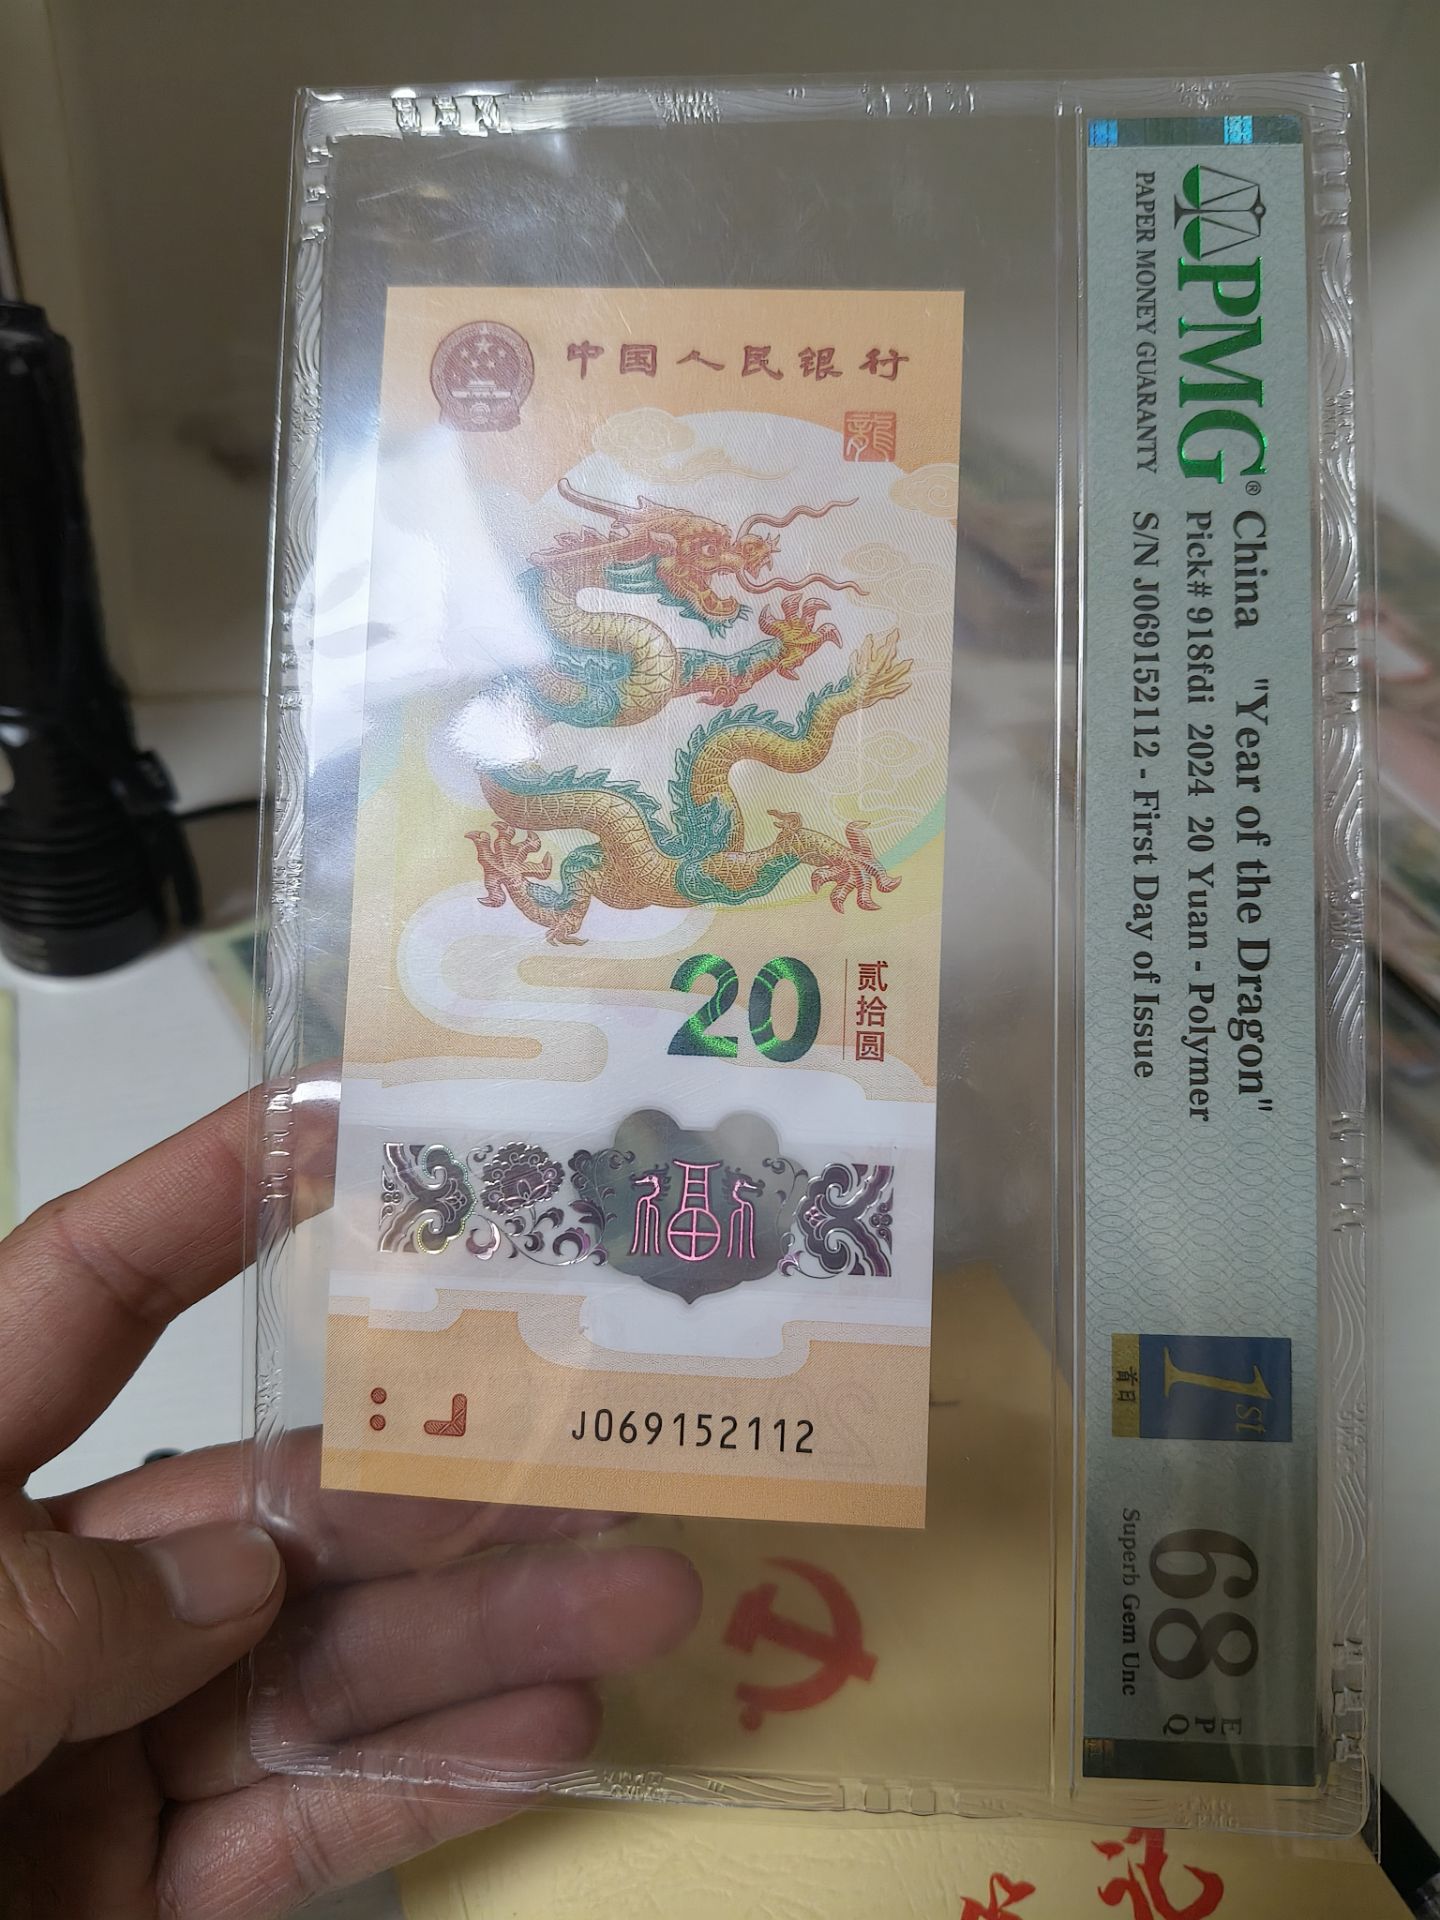 中国人民银行
龍
20
贰拾圆
福
J069152112
PMG®
PAPER MONEY GUARANTY
China "Year of the Dragon"
Pick# 918fdi 2024 20 Yuan - Polymer
S/N J069152112 - First Day of Issue
1st
首日
68
EPQ
Superb Gem Unc
记